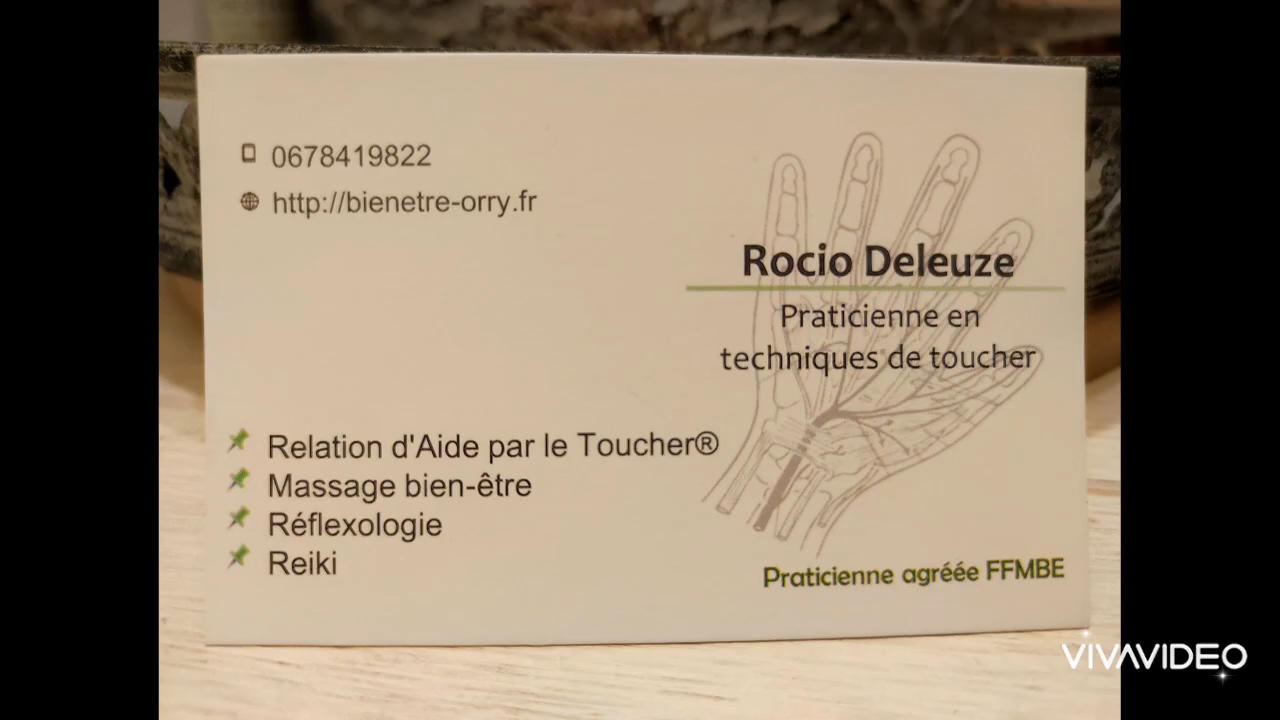 0678419822
http://bienetre-orry.fr
Rocio Deleuze
Praticienne en
techniques de toucher
Relation d'Aide par le Toucher®
Massage bien-être
Réflexologie
Reiki
Praticienne agréée FFMBE
VIVAVIDEO